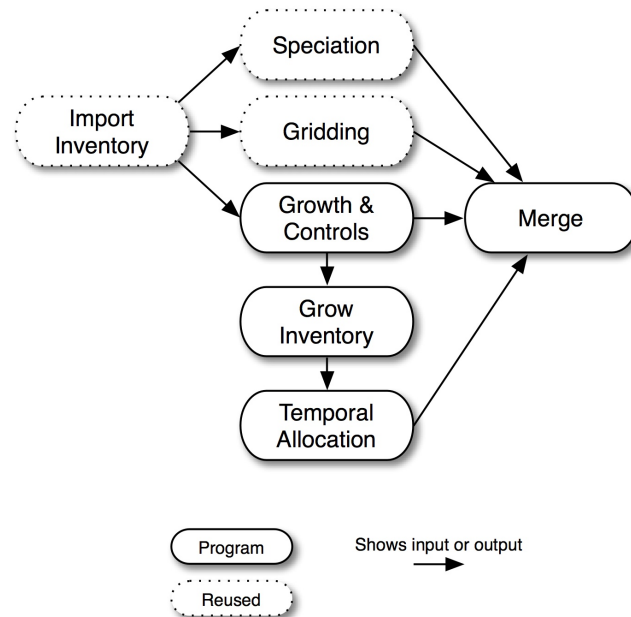 Speciation
Import
Inventory
Gridding
Growth &
Controls
Merge
Grow
Inventory
Temporal
Allocation
Program
Shows input or output
Reused